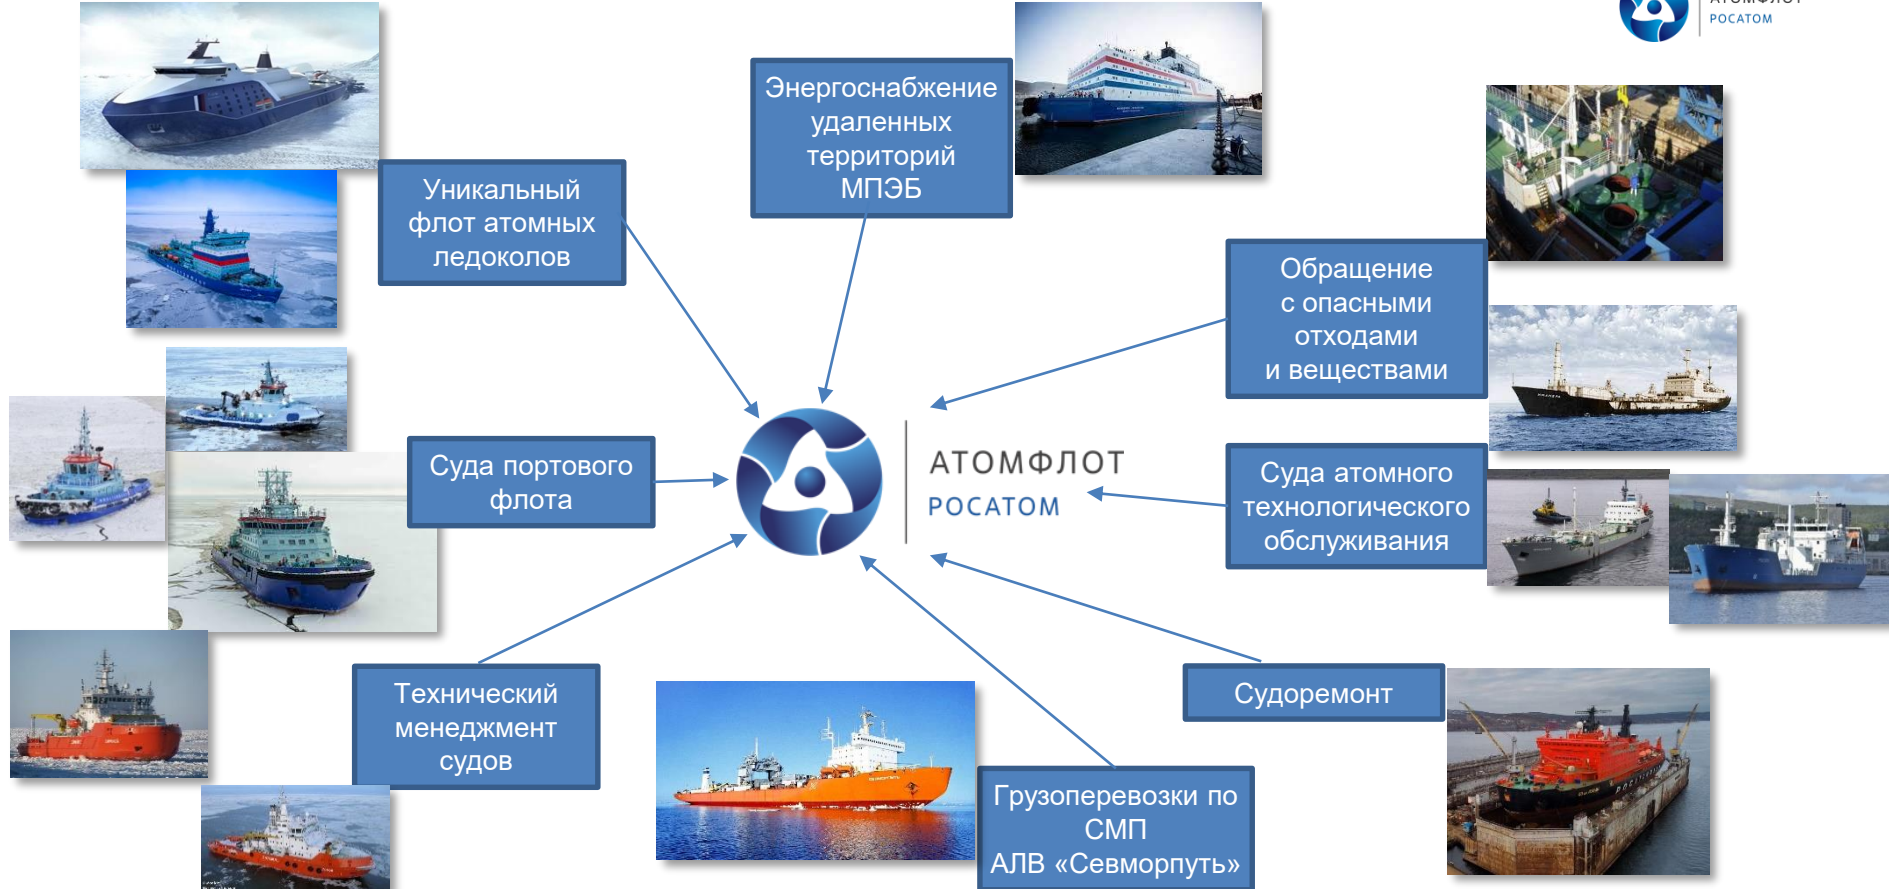 АТОМФЛОТ
РОСАТОМ
Энергоснабжение
удаленных
территорий
МПЭБ
Уникальный
флот атомных
ледоколов
Обращение
с опасными
отходами
и веществами
Суда портового
флота
АТОМФЛОТ
РОСАТОМ
Суда атомного
технологического
обслуживания
Технический
менеджмент
судов
Судоремонт
Грузоперевозки по
СМП
АЛВ «Севморпуть»